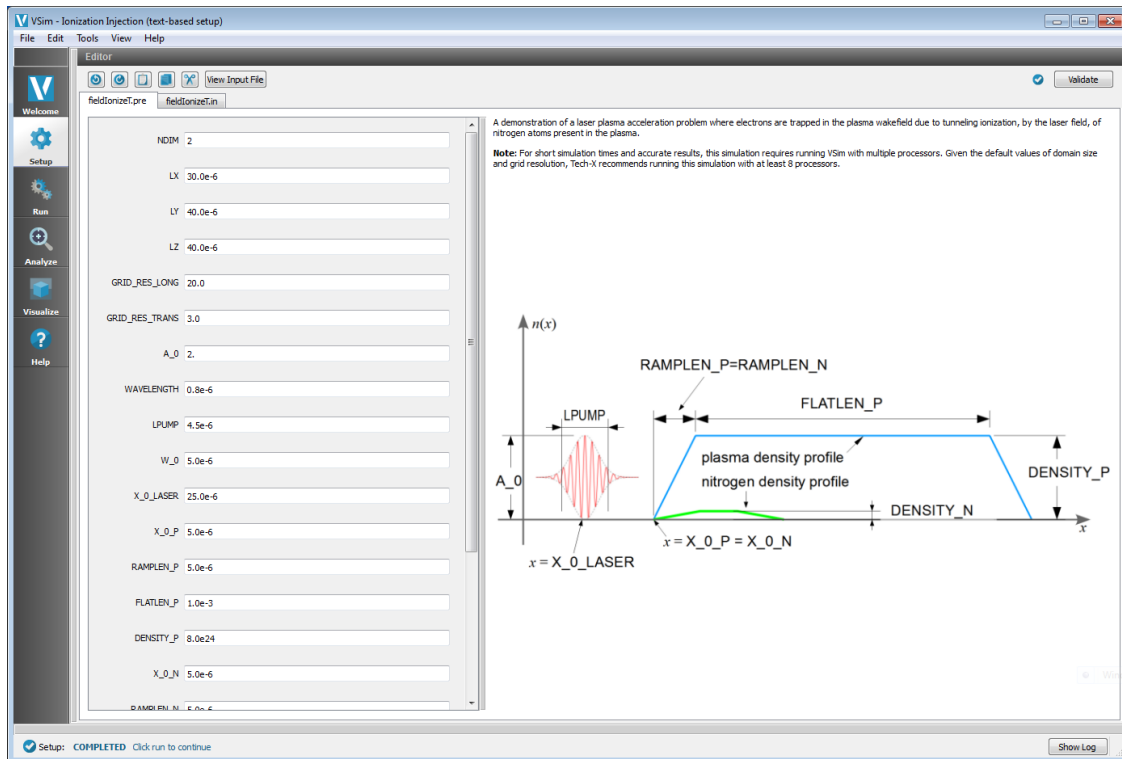 VSim - Ionization Injection (text-based setup)
File Edit Tools View Help
Editor
View Input File
Validate
Welcome
Setup
Run
Analyze
Visualize
Help
fieldIonizeT.pre
fieldIonizeT.in
NDIM 2
LX 30.0e-6
LY 40.0e-6
LZ 40.0e-6
GRID_RES_LONG 20.0
GRID_RES_TRANS 3.0
A_0 2.
WAVELENGTH 0.8e-6
LPUMP 4.5e-6
W_0 5.0e-6
X_0_LASER 25.0e-6
X_0_P 5.0e-6
RAMPLEN_P 5.0e-6
FLATLEN_P 1.0e-3
DENSITY_P 8.0e24
X_0_N 5.0e-6
RAMPLEN_N 5.0e-6
A demonstration of a laser plasma acceleration problem where electrons are trapped in the plasma wakefield due to tunneling ionization, by the laser field, of
nitrogen atoms present in the plasma.
Note: For short simulation times and accurate results, this simulation requires running VSim with multiple processors. Given the default values of domain size
and grid resolution, Tech-X recommends running this simulation with at least 8 processors.
n(x)
RAMPLEN_P=RAMPLEN_N
FLATLEN_P
LPUMP
plasma density profile
nitrogen density profile
A_0
DENSITY_P
DENSITY_N
x
x = X_0_P = X_0_N
x = X_0_LASER
Setup: COMPLETED Click run to continue
Show Log